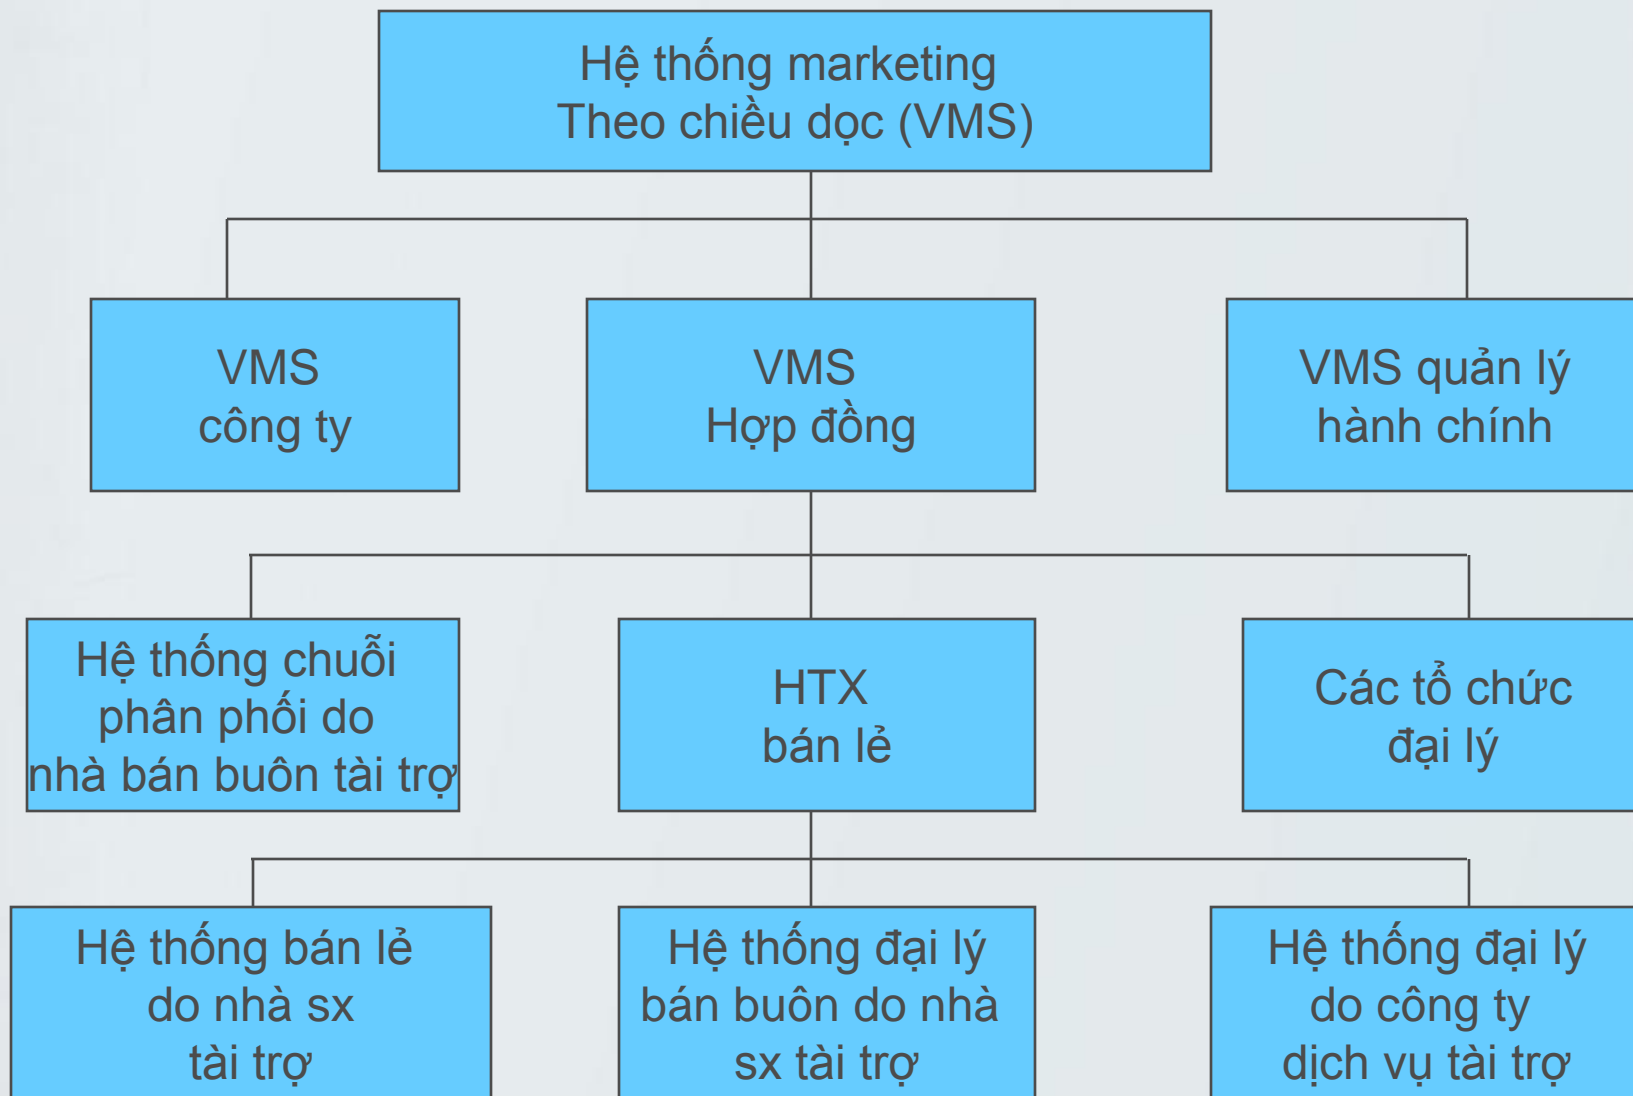 Hệ thống marketing
Theo chiều dọc (VMS)
VMS
công ty
VMS
Hợp đồng
VMS quản lý
hành chính
Hệ thống chuỗi
phân phối do
nhà bán buôn tài trợ
HTX
bán lẻ
Các tổ chức
đại lý
Hệ thống bán lẻ
do nhà sx
tài trợ
Hệ thống đại lý
bán buôn do nhà
sx tài trợ
Hệ thống đại lý
do công ty
dịch vụ tài trợ